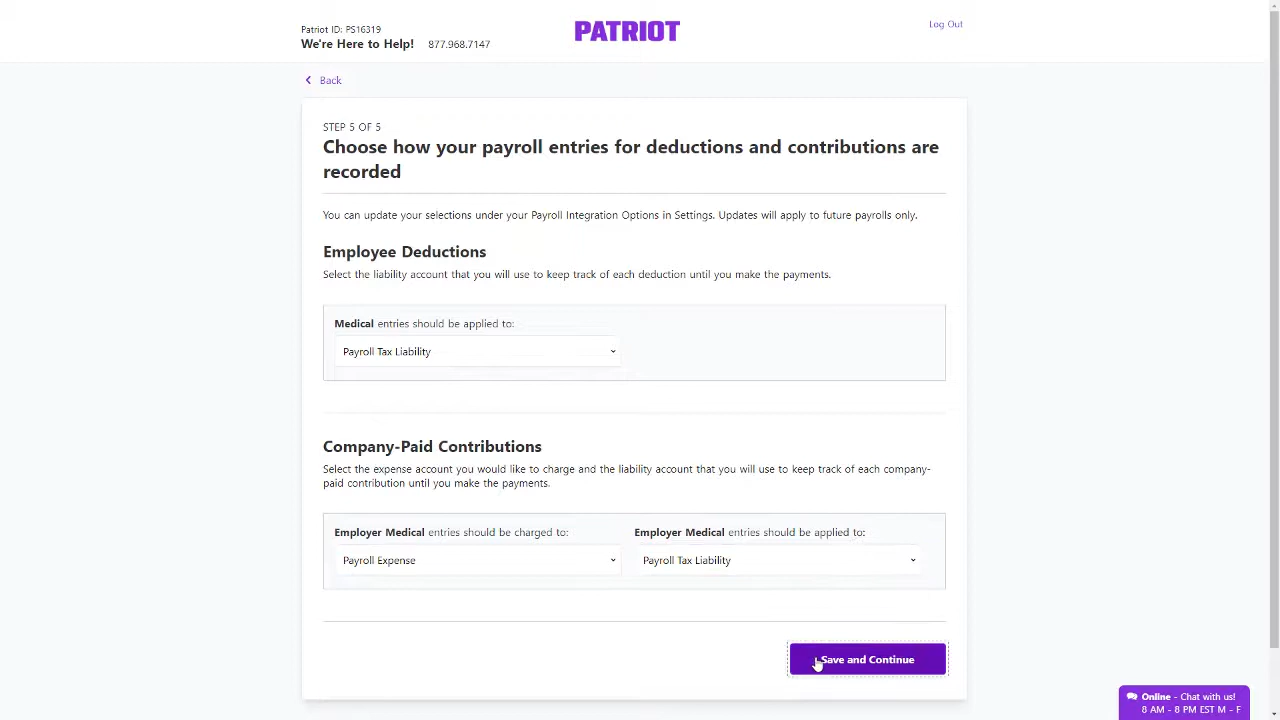 Patriot ID: PS16319
We're Here to Help! 877.968.7147
PATRIOT
Log Out
Back
STEP 5 OF 5
Choose how your payroll entries for deductions and contributions are
recorded
You can update your selections under your Payroll Integration Options in Settings. Updates will apply to future payrolls only.
Employee Deductions
Select the liability account that you will use to keep track of each deduction until you make the payments.
Medical entries should be applied to:
Payroll Tax Liability
Company-Paid Contributions
Select the expense account you would like to charge and the liability account that you will use to keep track of each company-
paid contribution until you make the payments.
Employer Medical entries should be charged to:
Payroll Expense
Employer Medical entries should be applied to:
Payroll Tax Liability
Save and Continue
Online - Chat with us!
8 AM - 8 PM EST M - F